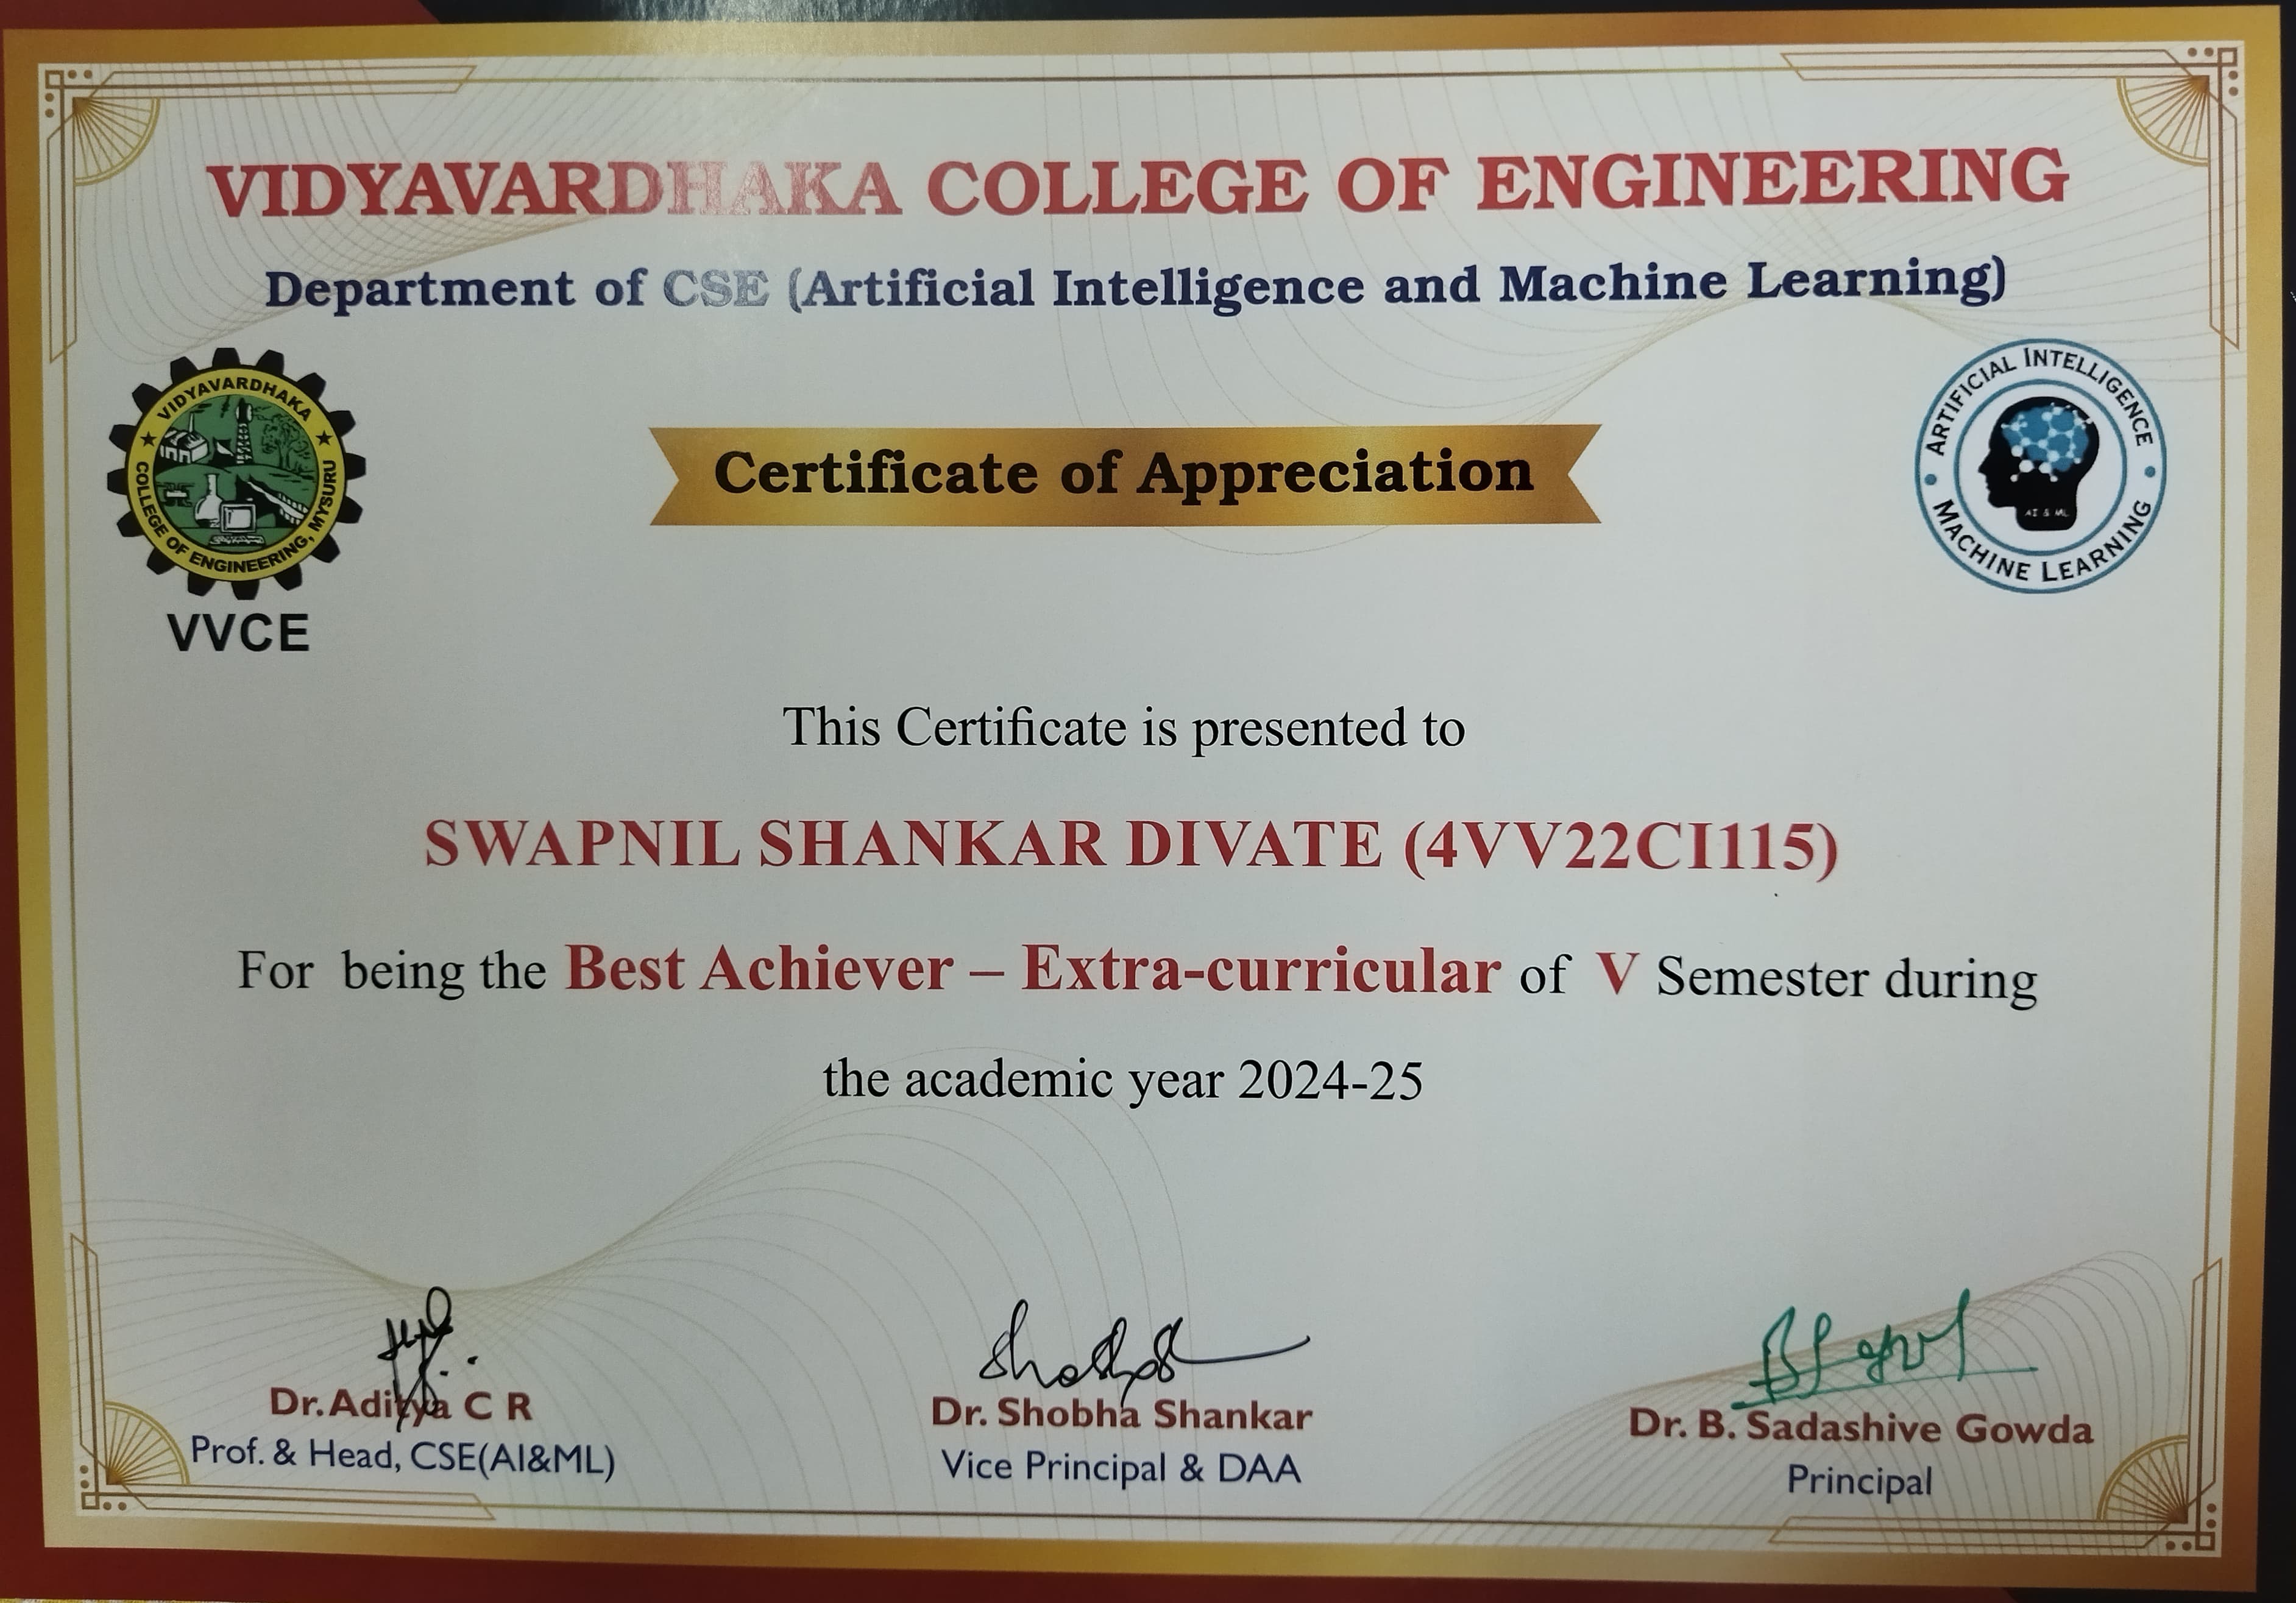 VIDYAVARDHAKA COLLEGE OF ENGINEERING
Department of CSE (Artificial Intelligence and Machine Learning)
VIDYAVARDHAKA
COLLEGE OF ENGINEERING, MYSURU
VVCE
Certificate of Appreciation
ARTIFICIAL INTELLIGENCE
AI & ML
MACHINE LEARNING
This Certificate is presented to
SWAPNIL SHANKAR DIVATE (4VV22CI115)
For being the Best Achiever – Extra-curricular of V Semester during
the academic year 2024-25
Dr. Aditya C R
Prof. & Head, CSE(AI&ML)
Dr. Shobha Shankar
Vice Principal & DAA
Dr. B. Sadashive Gowda
Principal